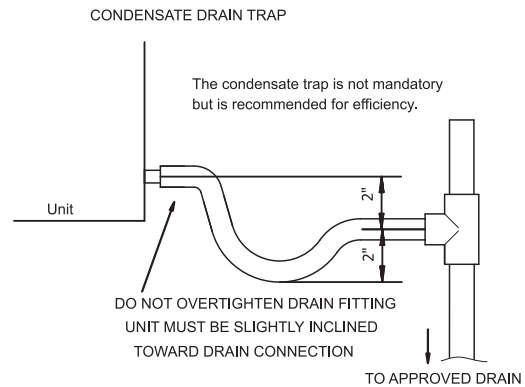 CONDENSATE DRAIN TRAP
The condensate trap is not mandatory
but is recommended for efficiency.
Unit
2"
2"
DO NOT OVERTIGHTEN DRAIN FITTING
UNIT MUST BE SLIGHTLY INCLINED
TOWARD DRAIN CONNECTION
TO APPROVED DRAIN